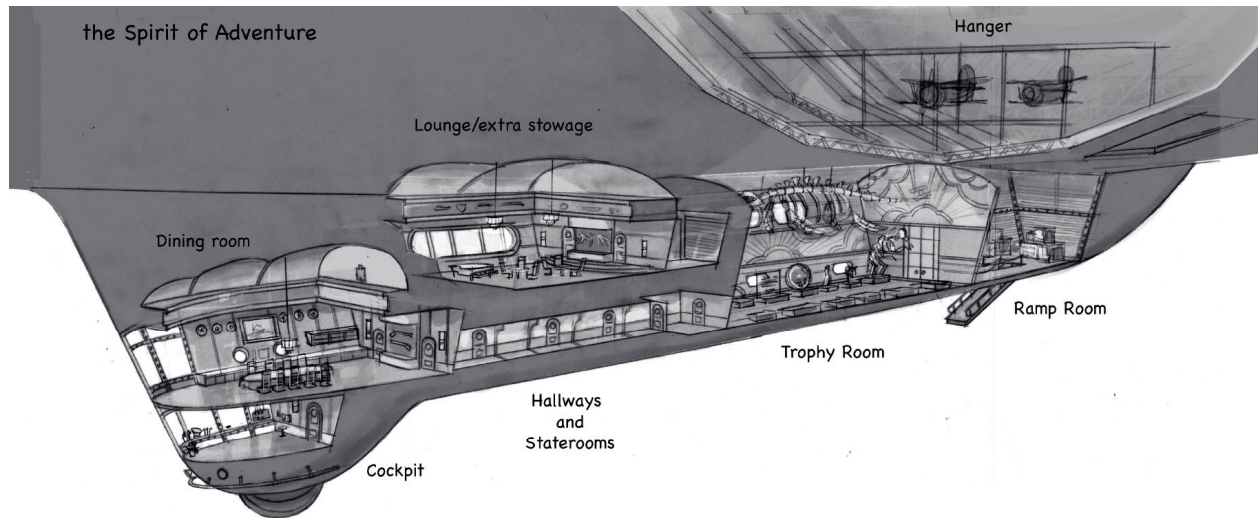 the Spirit of Adventure
Hanger
Lounge/extra stowage
Dining room
Ramp Room
Trophy Room
Hallways
and
Staterooms
Cockpit